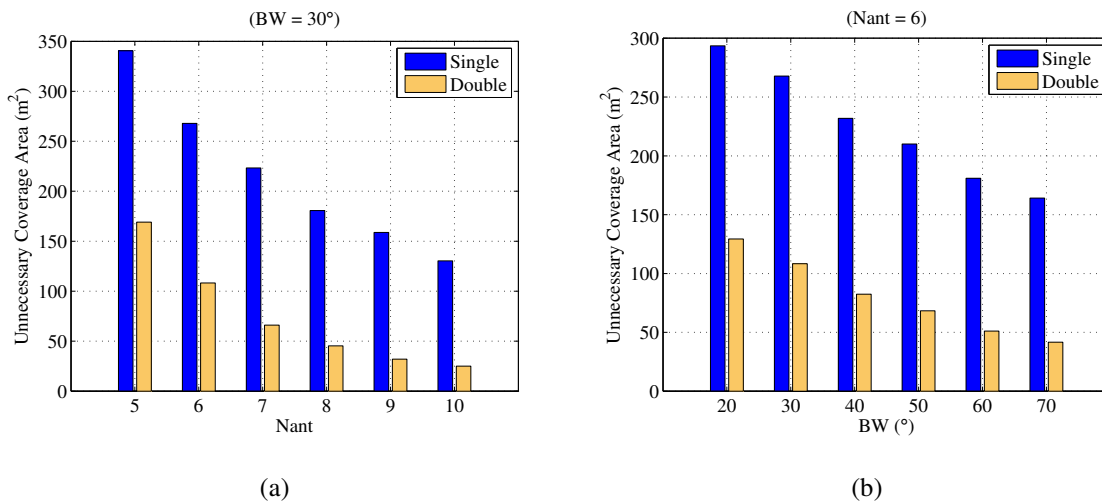 (BW = 30°)
350
300
250
200
150
100
50
0
Unnecessary Coverage Area (m²)
Single
Double
5 6 7 8 9 10
Nant
(a)
(Nant = 6)
300
250
200
150
100
50
0
Unnecessary Coverage Area (m²)
Single
Double
20 30 40 50 60 70
BW (°)
(b)